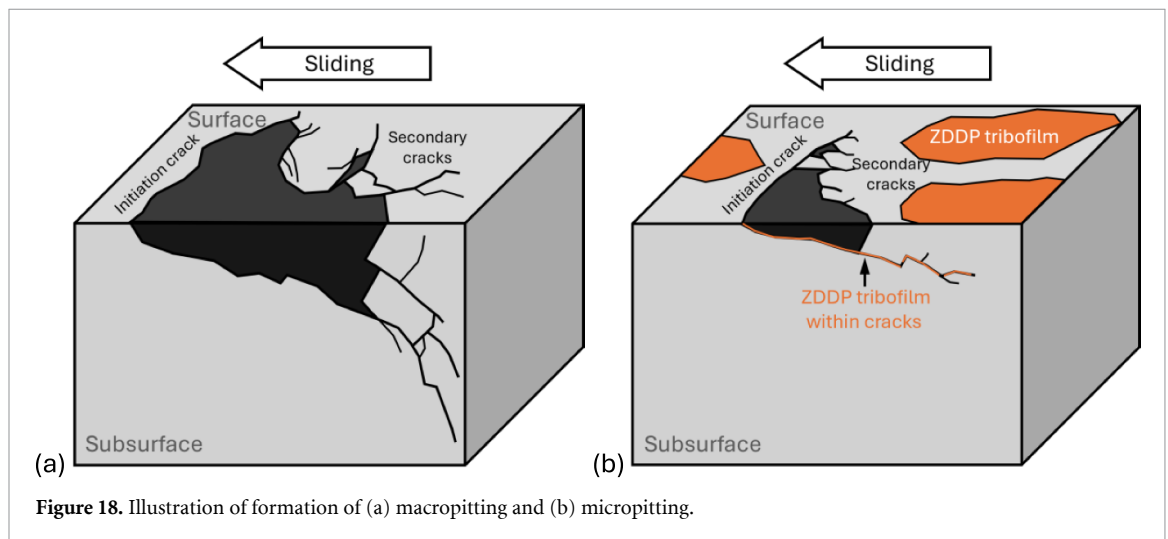 Sliding
Surface
Initiation crack
Secondary
cracks
Subsurface
(a)
Sliding
Surface
Initiation crack
Secondary
cracks
ZDDP tribofilm
ZDDP tribofilm
within cracks
Subsurface
(b)
Figure 18. Illustration of formation of (a) macropitting and (b) micropitting.